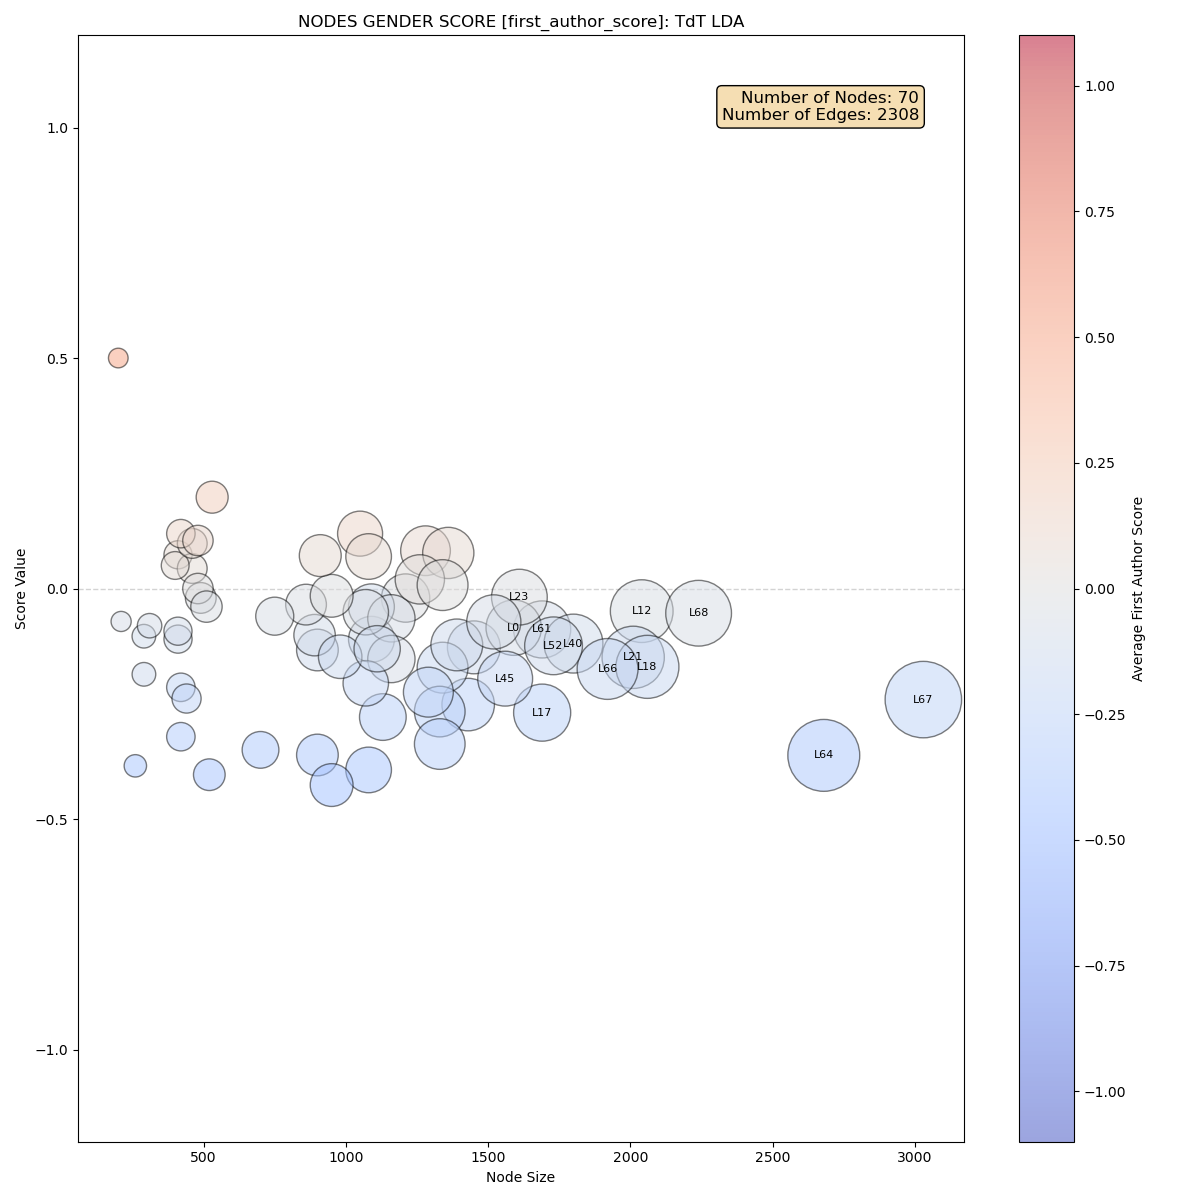 NODES GENDER SCORE [first_author_score]: TdT LDA
Number of Nodes: 70
Number of Edges: 2308
1.0
0.5
0.0
−0.5
−1.0
Score Value
L23
L0
L61
L52
L40
L12
L68
L21
L66
L18
L45
L17
L67
L64
500
1000
1500
2000
2500
3000
Node Size
1.00
0.75
0.50
0.25
0.00
−0.25
−0.50
−0.75
−1.00
Average First Author Score